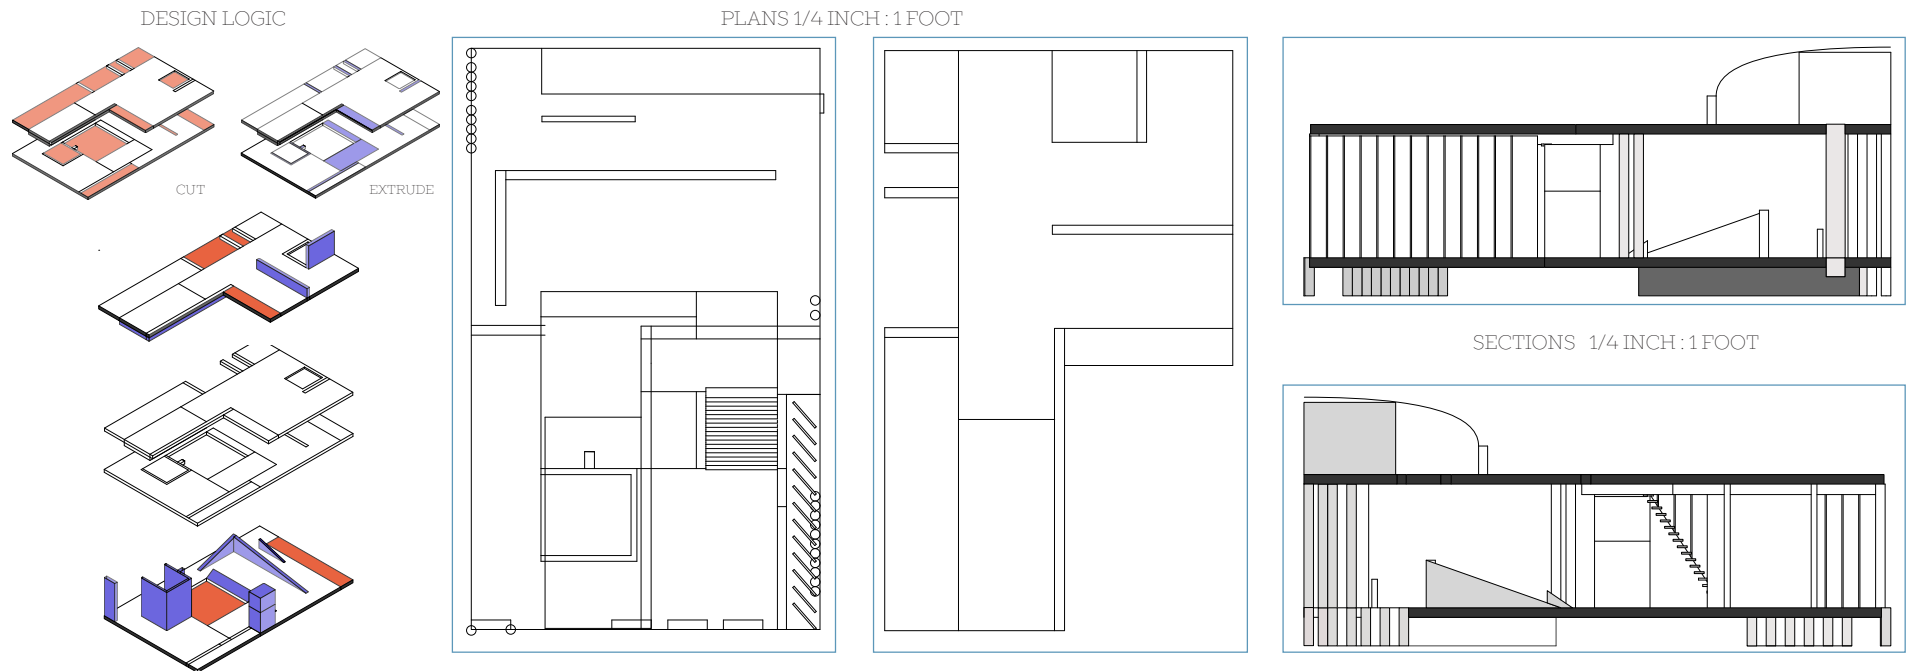 DESIGN LOGIC
PLANS 1/4 INCH : 1 FOOT
CUT
EXTRUDE
SECTIONS 1/4 INCH : 1 FOOT